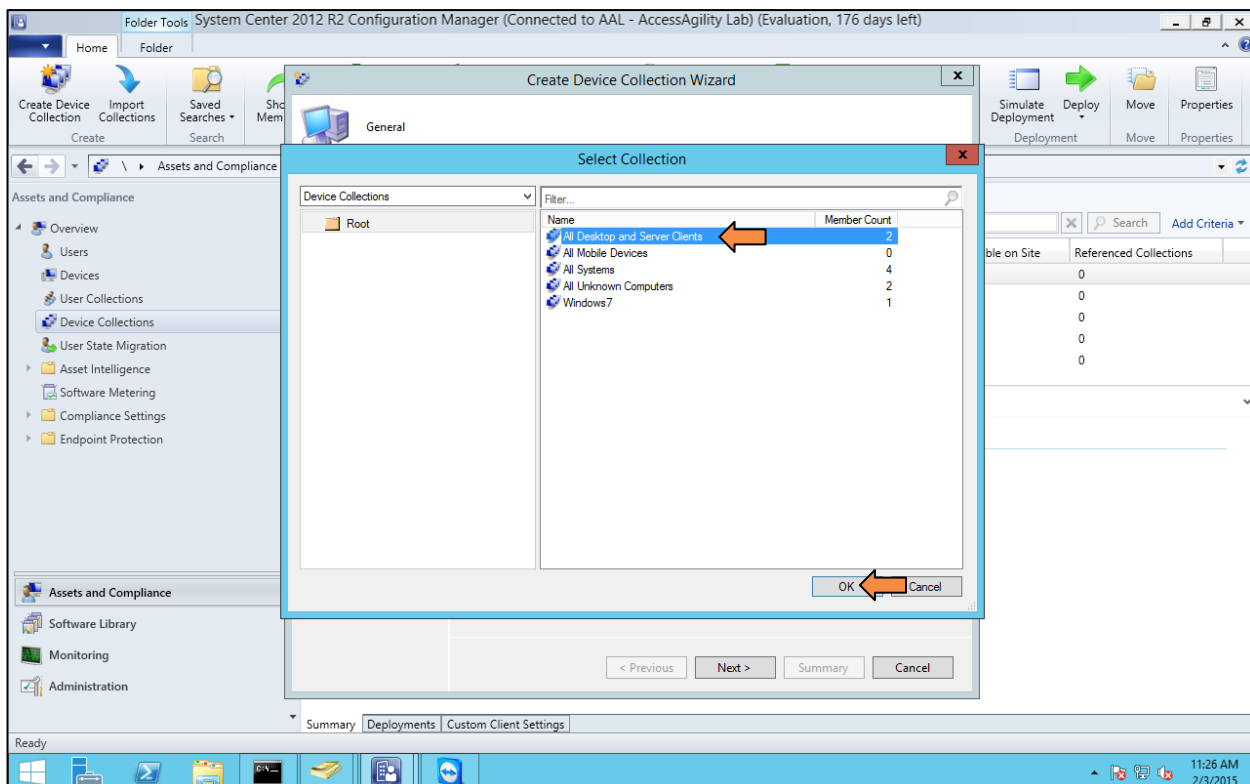 Folder Tools System Center 2012 R2 Configuration Manager (Connected to AAL - AccessAgility Lab) (Evaluation, 176 days left)
Home Folder
Create Device Collection
Import Collections
Saved Searches
Create
Search
Simulate Deployment
Deploy
Move
Properties
Deployment
Move
Properties
Create Device Collection Wizard
x
General
\ Assets and Compliance
Select Collection
x
Assets and Compliance
Overview
Users
Devices
User Collections
Device Collections
User State Migration
Asset Intelligence
Software Metering
Compliance Settings
Endpoint Protection
Device Collections
Root
Filter...
Name Member Count
All Desktop and Server Clients 2
All Mobile Devices 0
All Systems 4
All Unknown Computers 2
Windows7 1
OK Cancel
Search Add Criteria
on Site Referenced Collections
0
0
0
0
0
Assets and Compliance
Software Library
Monitoring
Administration
< Previous Next > Summary Cancel
Summary Deployments Custom Client Settings
Ready
C:\_
11:26 AM
2/3/2015